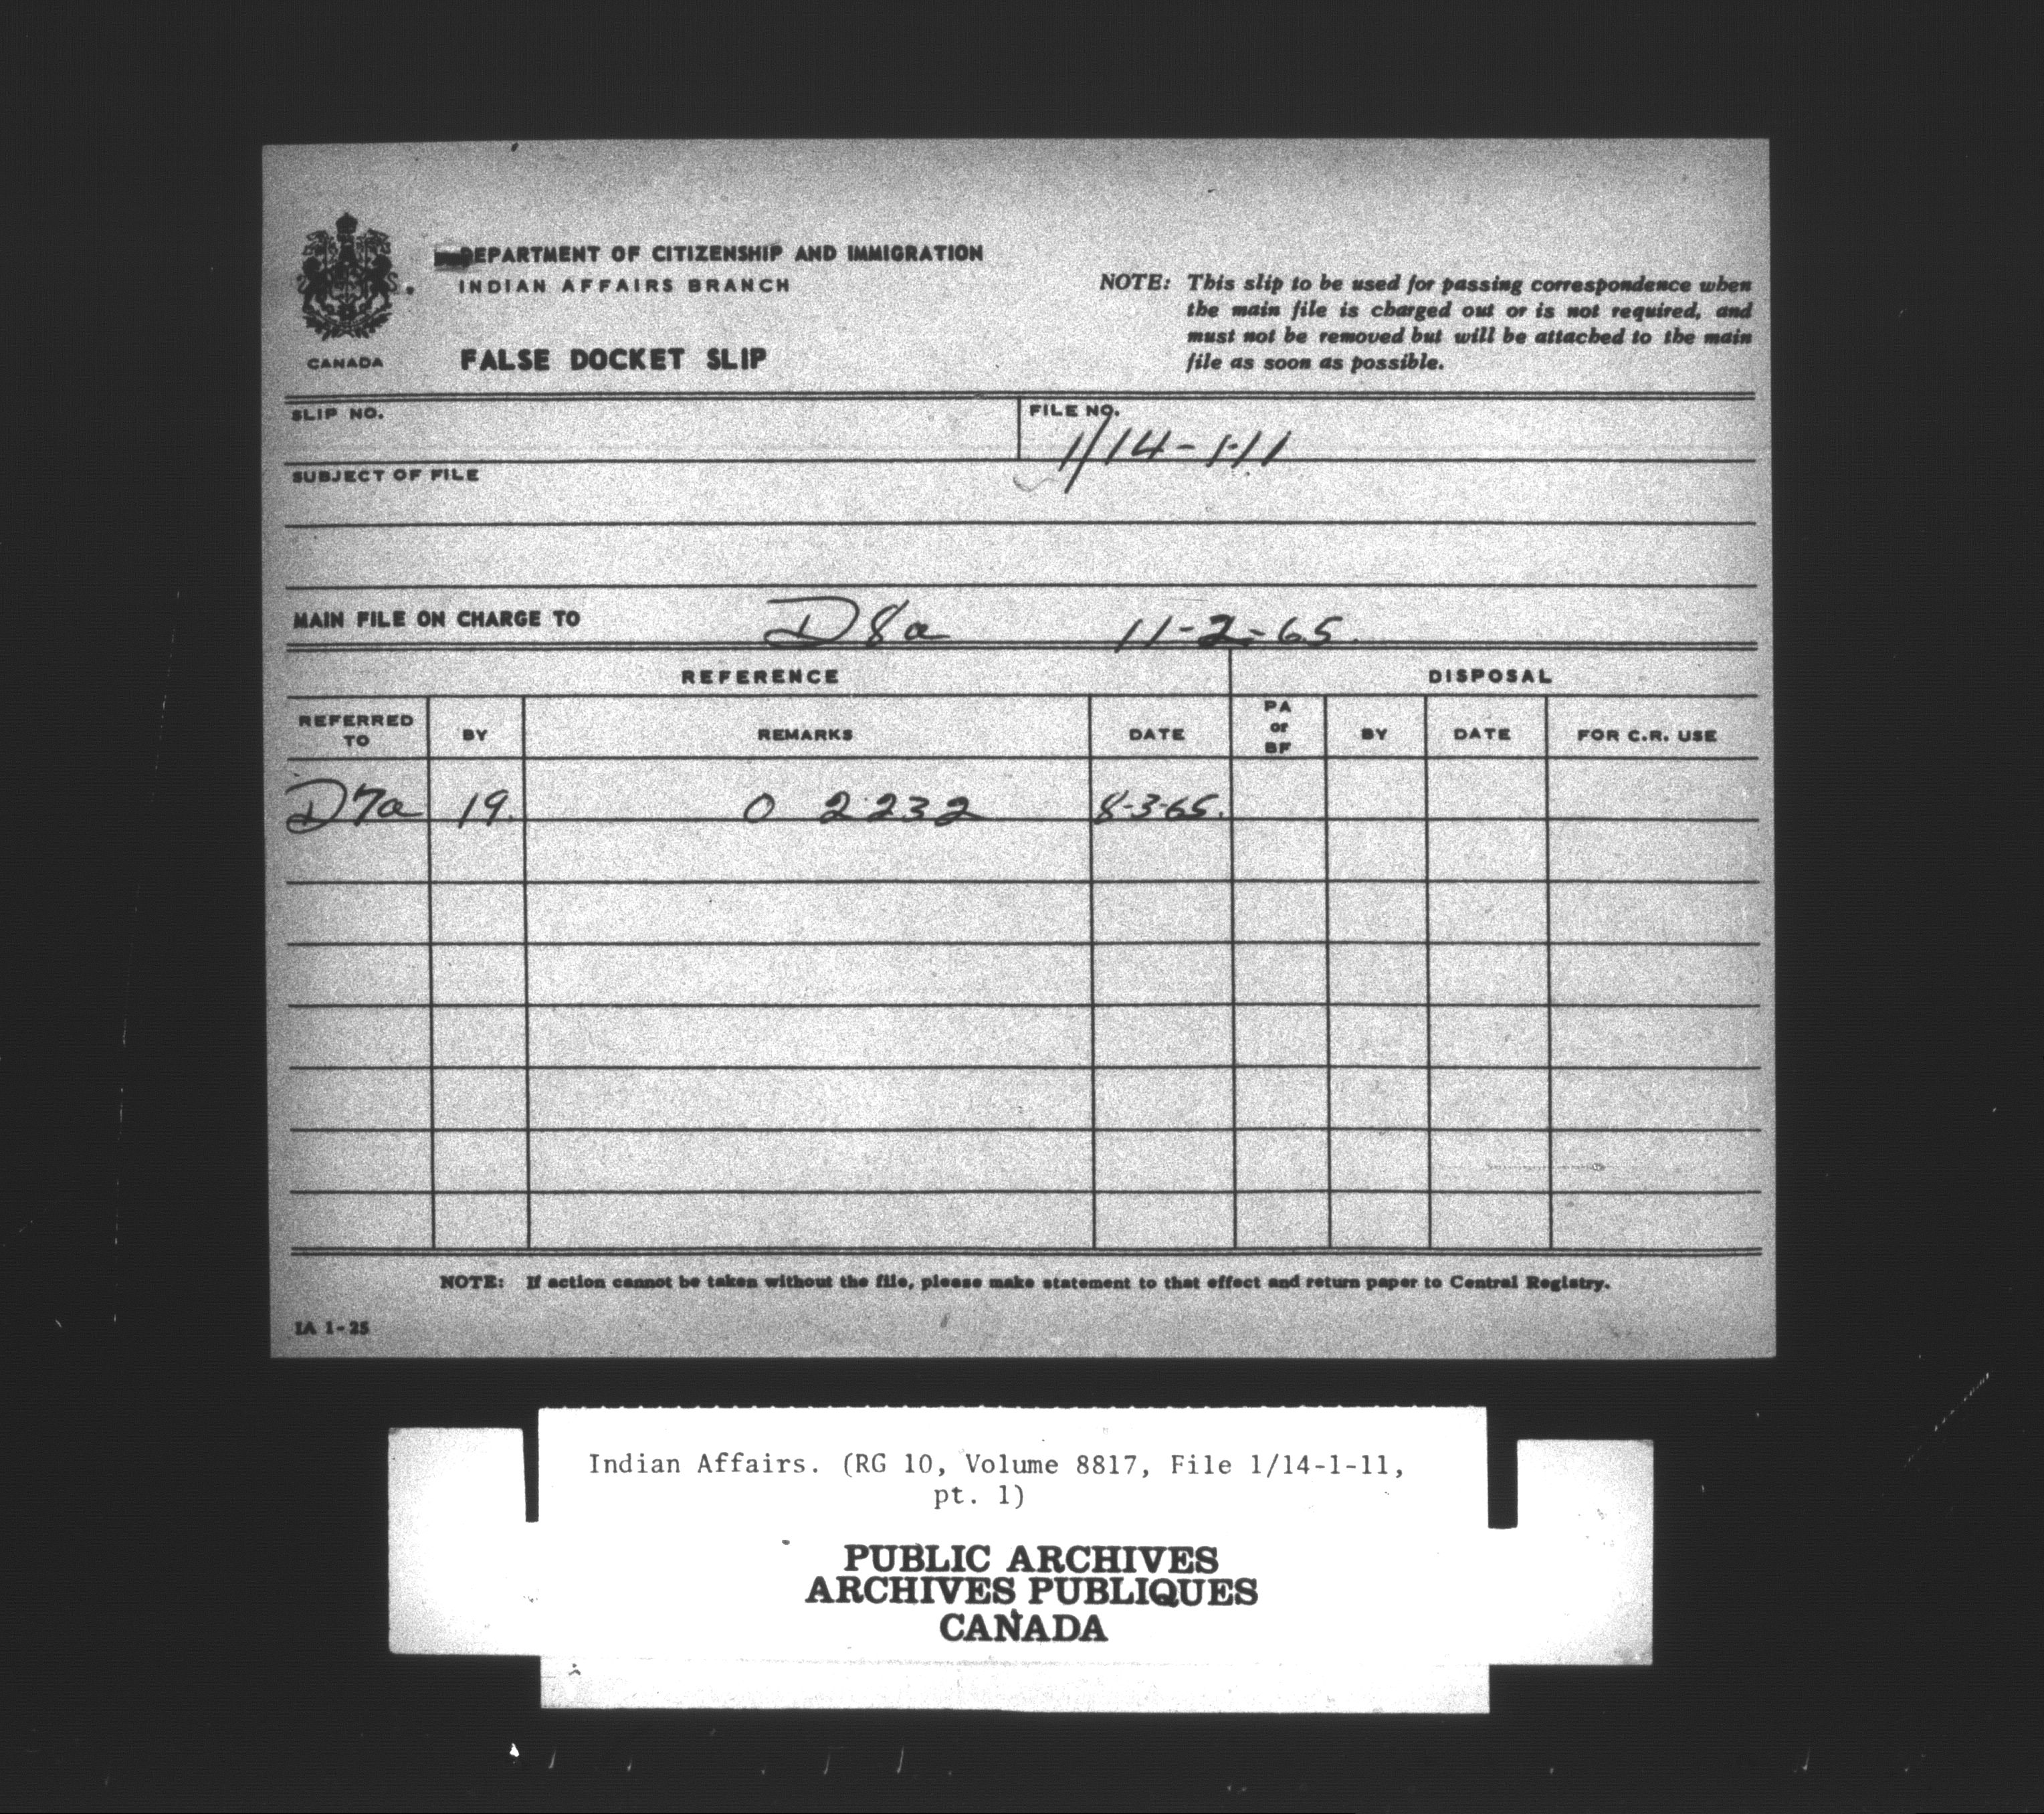 DEPARTMENT OF CITIZENSHIP AND IMMIGRATION
INDIAN AFFAIRS BRANCH
CANADA
FALSE DOCKET SLIP
NOTE: This slip to be used for passing correspondence when
the main file is charged out or is not required, and
must not be removed but will be attached to the main
file as soon as possible.
SLIP NO.
FILE NO.
1/14-1-11
SUBJECT OF FILE
MAIN FILE ON CHARGE TO D8a 11-2-65.
REFERENCE DISPOSAL
REFERRED TO BY REMARKS DATE PA or BF BY DATE FOR C.R. USE
D7a 19. 0 2232 8-3-65.
NOTE: If action cannot be taken without the file, please make statement to that effect and return paper to Central Registry.
IA 1-25
Indian Affairs. (RG 10, Volume 8817, File 1/14-1-11,
pt. 1)
PUBLIC ARCHIVES
ARCHIVES PUBLIQUES
CANADA